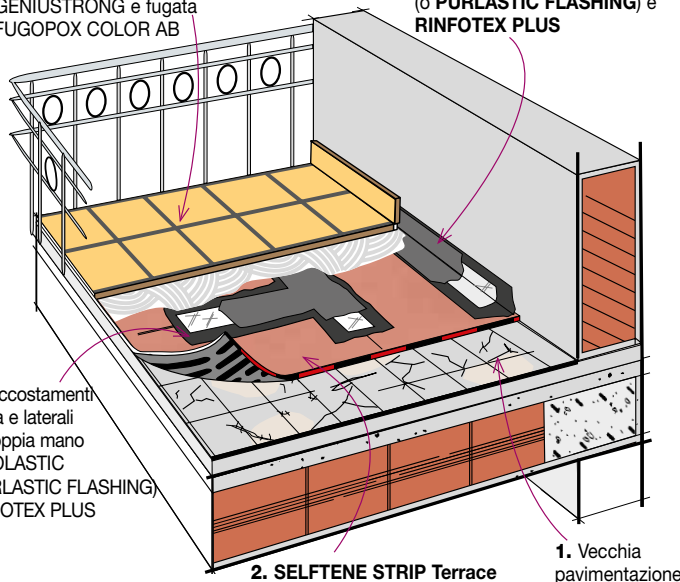 GENIUSTRONG e fugata
FUGOPOX COLOR AB
(o PURLASTIC FLASHING) e
RINFOTEX PLUS
ccostamenti
a e laterali
oppia mano
OLASTIC
RLASTIC FLASHING)
OTEX PLUS
2. SELFTENE STRIP Terrace
1. Vecchia
pavimentazione